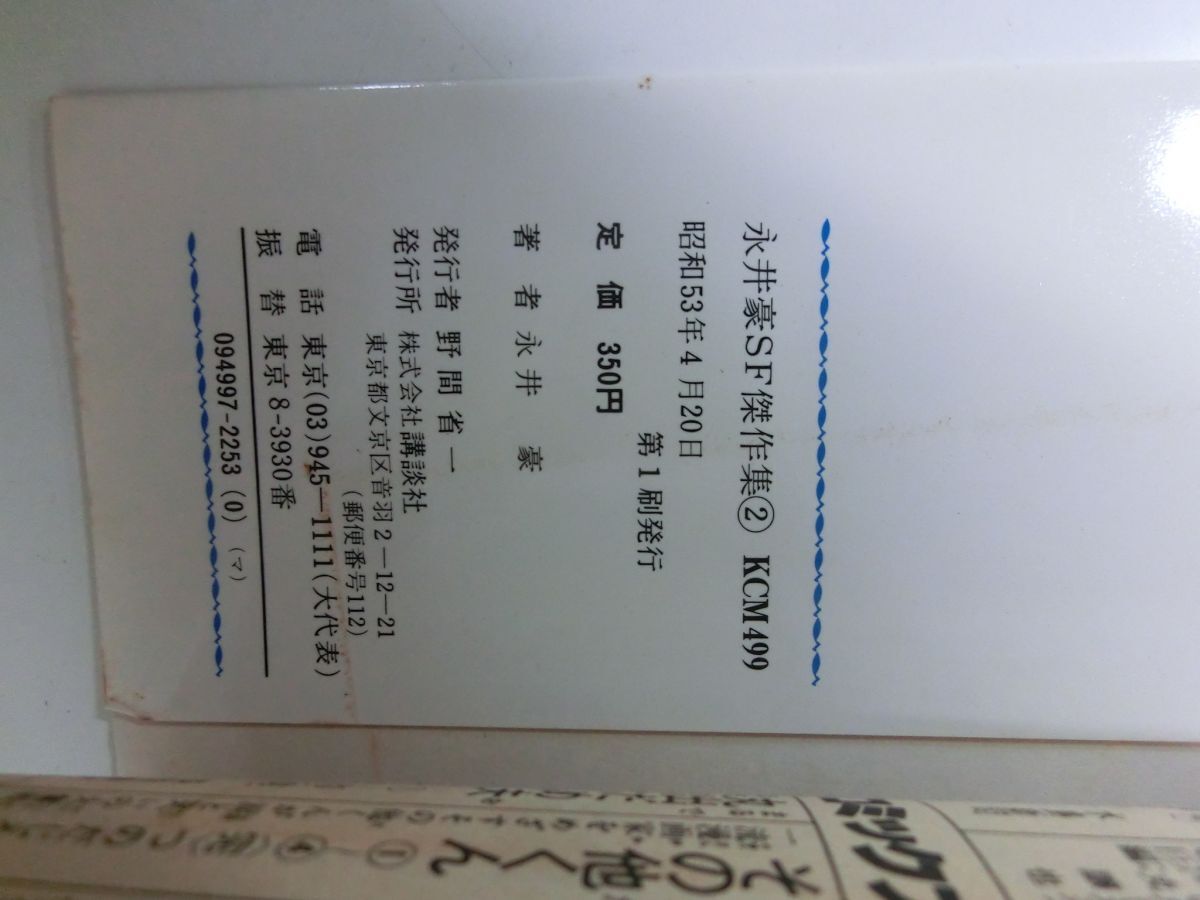 永井豪SF傑作集② KCM499
昭和53年4月20日
第1刷発行
定価 350円
著者 永井 豪
発行者 野間省一
発行所 株式会社講談社
東京都文京区音羽2—12—21
(郵便番号112)
電話 東京(03)945—1111(大代表)
振替 東京 8-3930番
094997-2253 (0) (マ)
その他くん